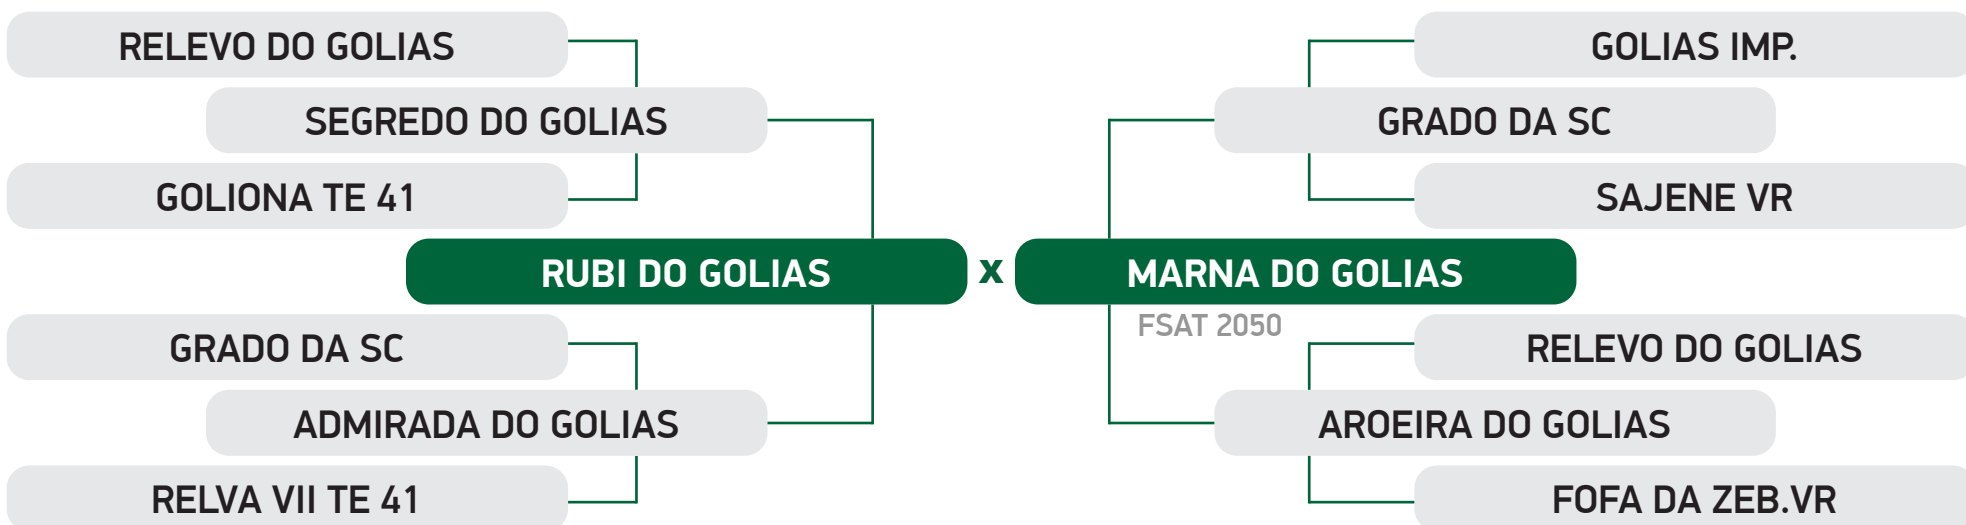 RELEVO DO GOLIAS
GOLIAS IMP.
SEGREDO DO GOLIAS
GRADO DA SC
GOLIONA TE 41
SAJENE VR
RUBI DO GOLIAS x MARNA DO GOLIAS
FSAT 2050
GRADO DA SC
RELEVO DO GOLIAS
ADMIRADA DO GOLIAS
AROEIRA DO GOLIAS
RELVA VII TE 41
FOFA DA ZEB.VR